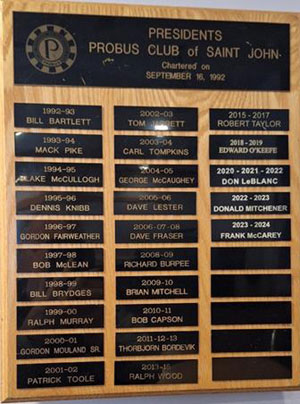 PRESIDENTS
PROBUS CLUB of SAINT JOHN
Chartered on
SEPTEMBER 16, 1992
P
1992-93
BILL BARTLETT
1993-94
MACK PIKE
1994-95
BLAKE McCULLOGH
1995-96
DENNIS KNIBB
1996-97
GORDON FAIRWEATHER
1997-98
BOB McLEAN
1998-99
BILL BRYDGES
1999-00
RALPH MURRAY
2000-01
GORDON MOULAND SR.
2001-02
PATRICK TOOLE
2002-03
TOM
2003-04
CARL TOMPKINS
2004-05
GEORGE McCAUGHEY
2005-06
DAVE LESTER
2006-07-08
DAVE FRASER
2008-09
RICHARD BURPEE
2009-10
BRIAN MITCHELL
2010-11
BOB CAPSON
2011-12-13
THORBJORN BORDEVIK
RALPH WOOD
2015 - 2017
ROBERT TAYLOR
2018 - 2019
EDWARD O'KEEFE
2020 - 2021 - 2022
DON LeBLANC
2022 - 2023
DONALD MITCHENER
2023 - 2024
FRANK McCAREY